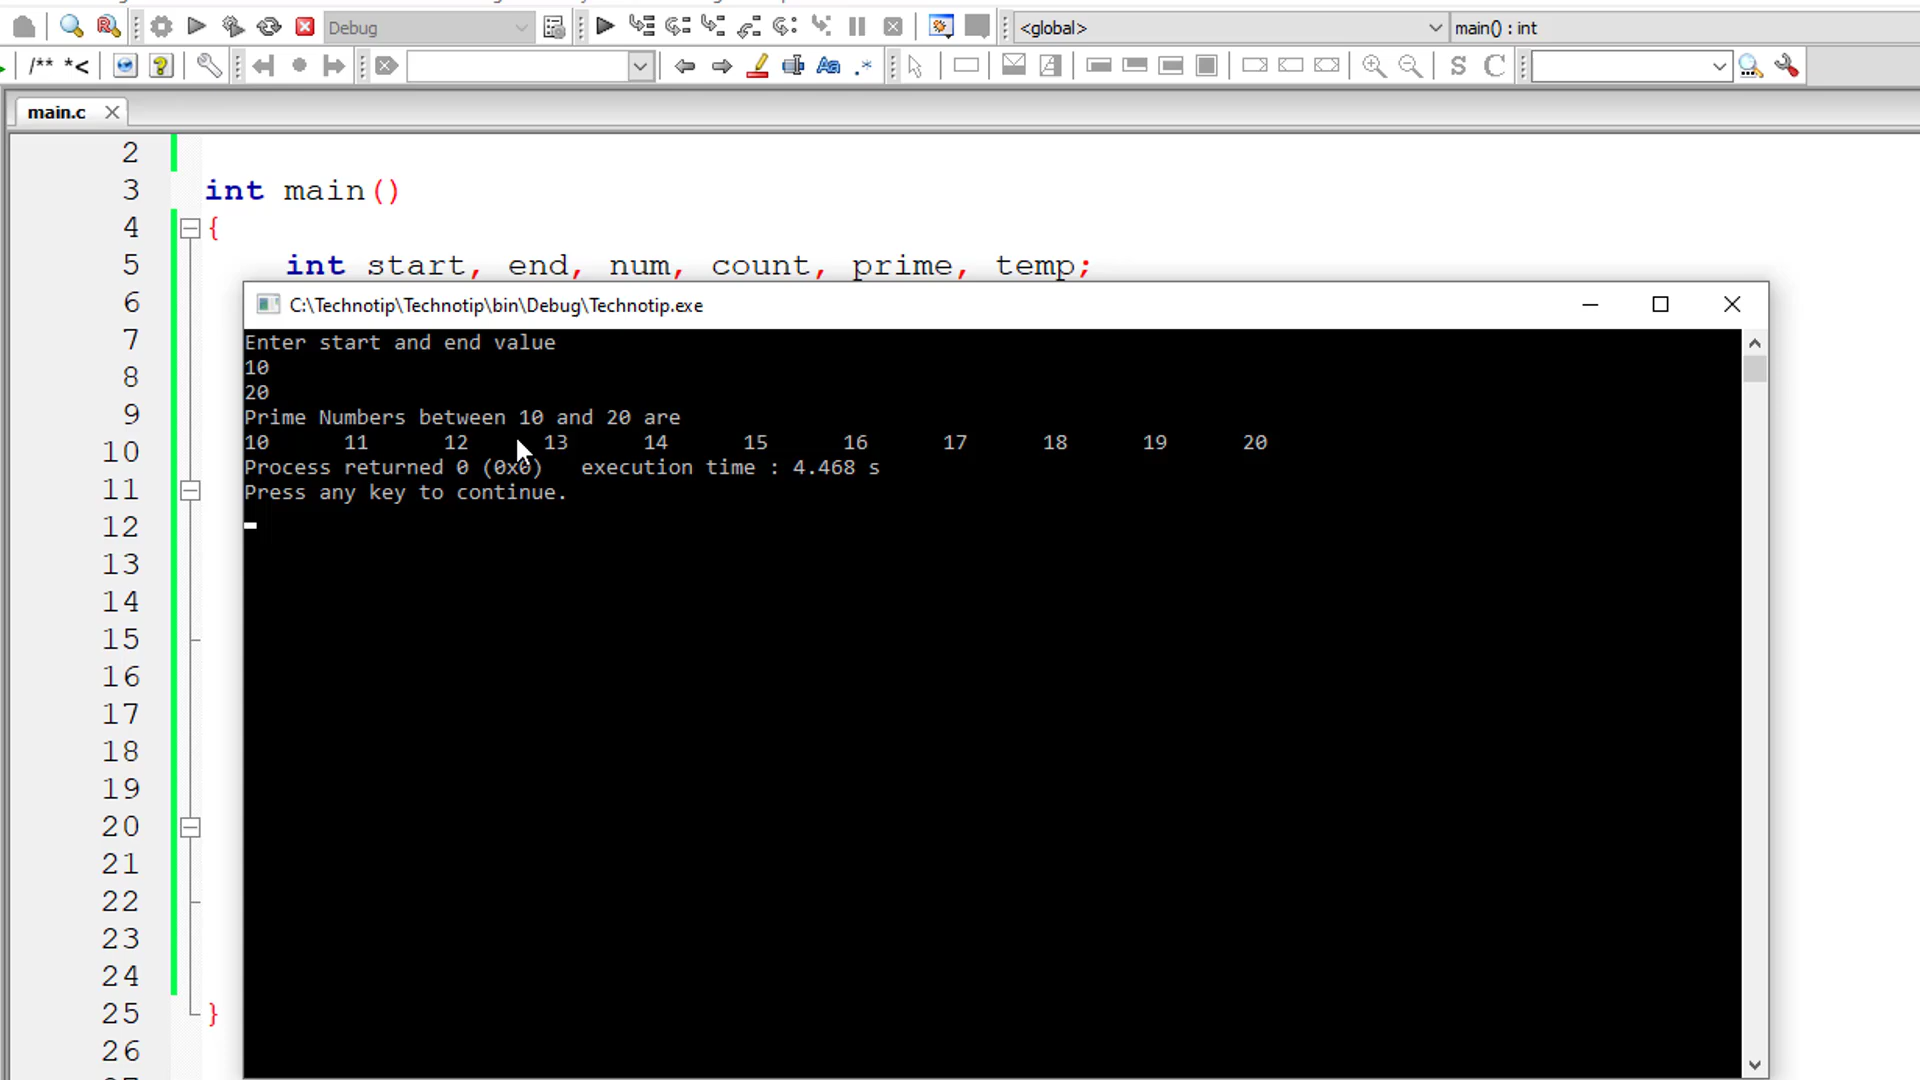 Debug
<global>
main() : int
/** *<
Aa
.*
S
C
main.c
2
3 int main()
4 {
5 int start, end, num, count, prime, temp;
6
7
8
9
10
11
12
13
14
15
16
17
18
19
20
21
22
23
24
25 }
26
C:\Technotip\Technotip\bin\Debug\Technotip.exe
Enter start and end value
10
20
Prime Numbers between 10 and 20 are
10 11 12 13 14 15 16 17 18 19 20
Process returned 0 (0x0) execution time : 4.468 s
Press any key to continue.